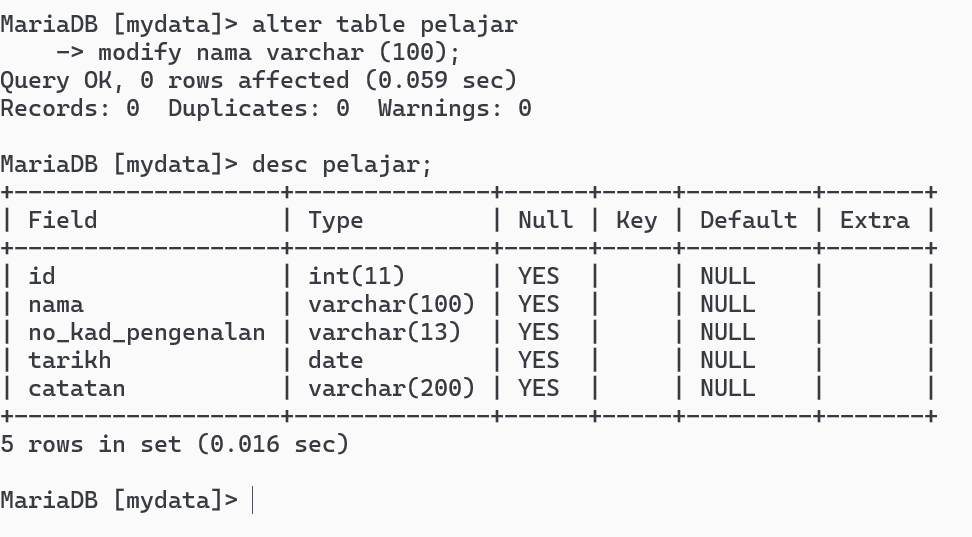 MariaDB [mydata]> alter table pelajar
    -> modify nama varchar (100);
Query OK, 0 rows affected (0.059 sec)
Records: 0  Duplicates: 0  Warnings: 0
MariaDB [mydata]> desc pelajar;
+-------------------+--------------+------+-----+---------+-------+
| Field             | Type         | Null | Key | Default | Extra |
+-------------------+--------------+------+-----+---------+-------+
| id                | int(11)      | YES  |     | NULL    |       |
| nama              | varchar(100) | YES  |     | NULL    |       |
| no_kad_pengenalan | varchar(13)  | YES  |     | NULL    |       |
| tarikh            | date         | YES  |     | NULL    |       |
| catatan           | varchar(200) | YES  |     | NULL    |       |
+-------------------+--------------+------+-----+---------+-------+
5 rows in set (0.016 sec)
MariaDB [mydata]>